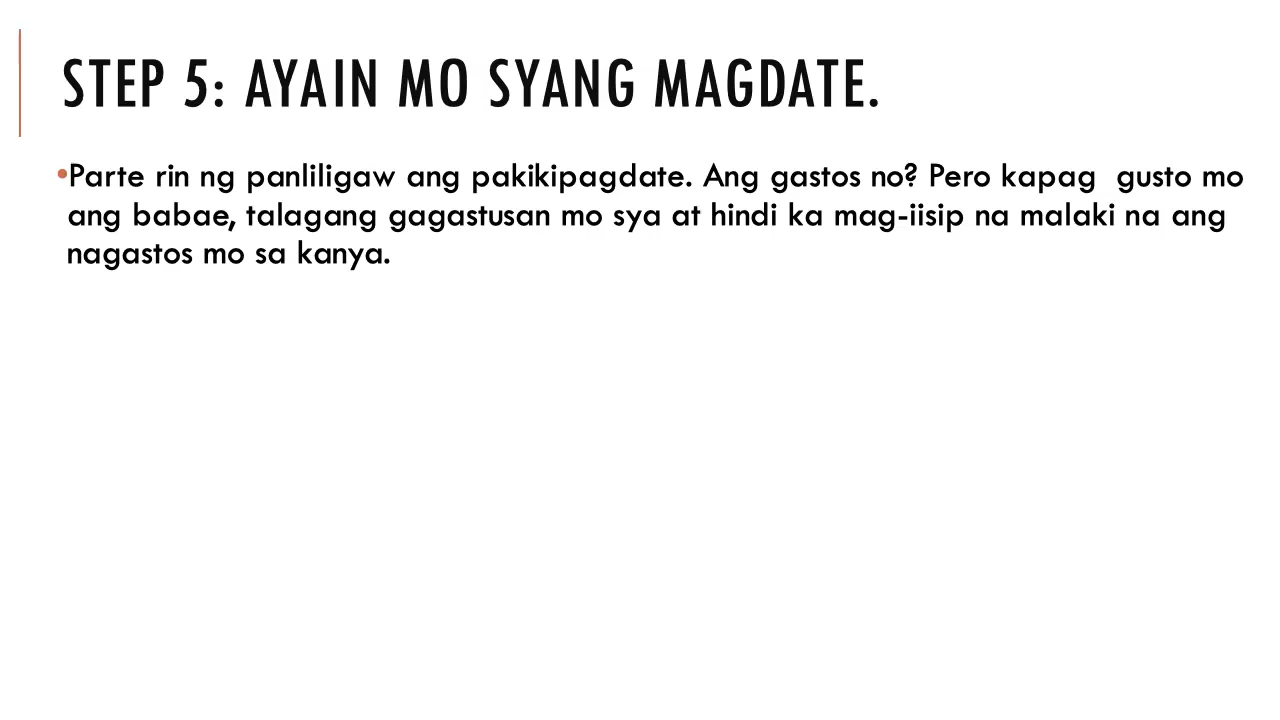 STEP 5: AYAIN MO SYANG MAGDATE.
•Parte rin ng panliligaw ang pakikipagdate. Ang gastos no? Pero kapag  gusto mo
ang babae, talagang gagastusan mo sya at hindi ka mag-iisip na malaki na ang
nagastos mo sa kanya.